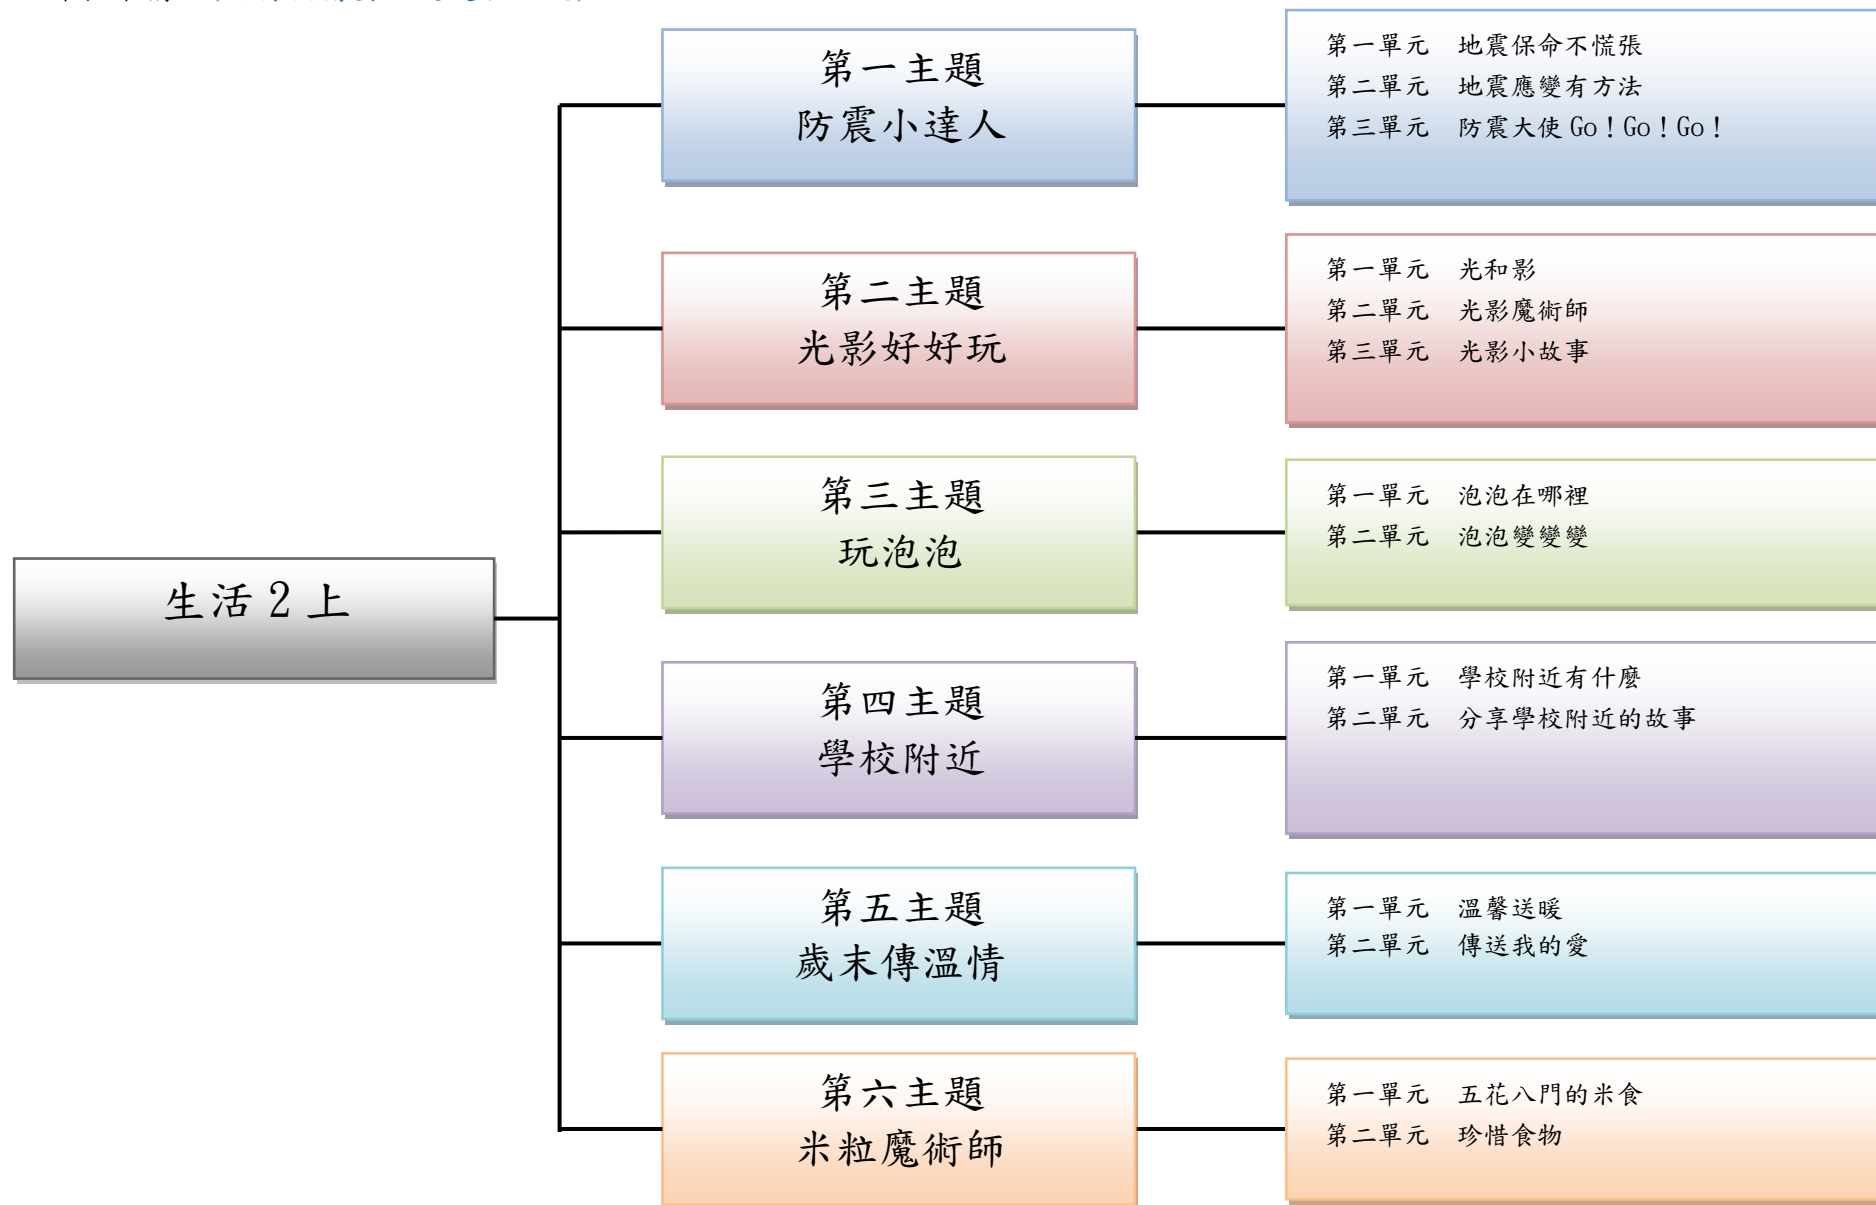 生活2上
第一主題
防震小達人
第一單元　地震保命不慌張
第二單元　地震應變有方法
第三單元　防震大使 Go！Go！Go！
第二主題
光影好好玩
第一單元　光和影
第二單元　光影魔術師
第三單元　光影小故事
第三主題
玩泡泡
第一單元　泡泡在哪裡
第二單元　泡泡變變變
第四主題
學校附近
第一單元　學校附近有什麼
第二單元　分享學校附近的故事
第五主題
歲末傳溫情
第一單元　溫馨送暖
第二單元　傳送我的愛
第六主題
米粒魔術師
第一單元　五花八門的米食
第二單元　珍惜食物